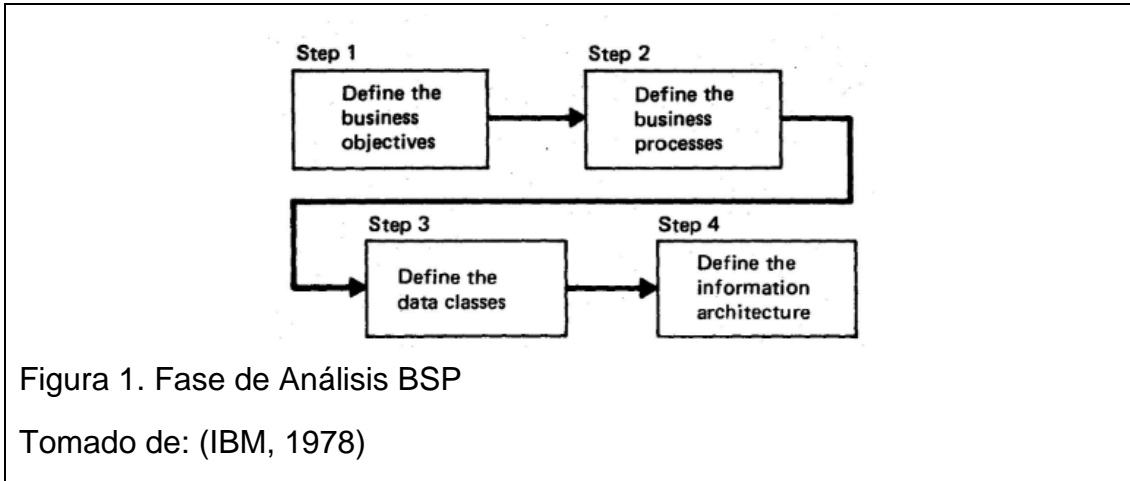 Step 1
Define the
business
objectives
Step 2
Define the
business
processes
Step 3
Define the
data classes
Step 4
Define the
information
architecture
Figura 1. Fase de Análisis BSP
Tomado de: (IBM, 1978)